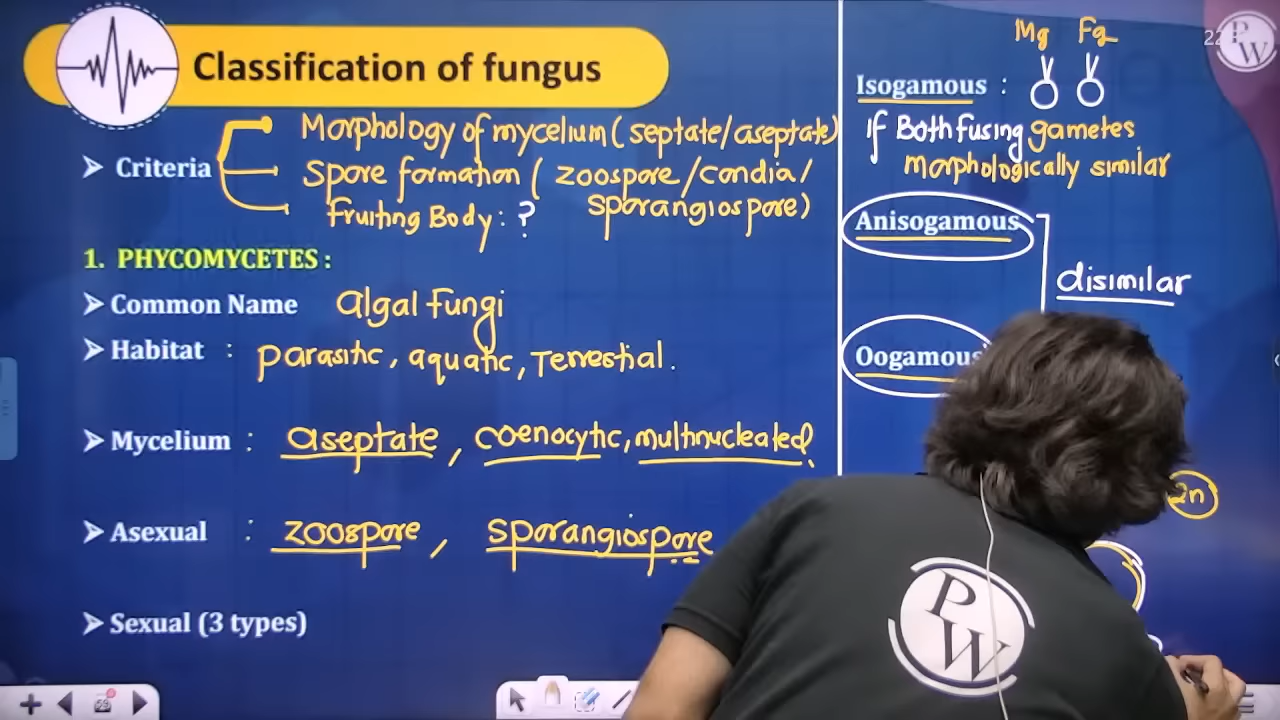 Classification of fungus
Criteria
Morphology of mycelium (septate/aseptate)
Spore formation ( zoospore/condia/
sporangiospore)
fruiting Body : ?
1. PHYCOMYCETES :
Common Name algal fungi
Habitat : parasitic, aquatic, Terrestial.
Mycelium : aseptate, coenocytic, multinucleated.
Asexual : zoospore, sporangiospore
Sexual (3 types)
Mg Fg
Isogamous :
if Both fusing gametes
morphologically similar
Anisogamous
disimilar
Oogamous
2n
PW
PW